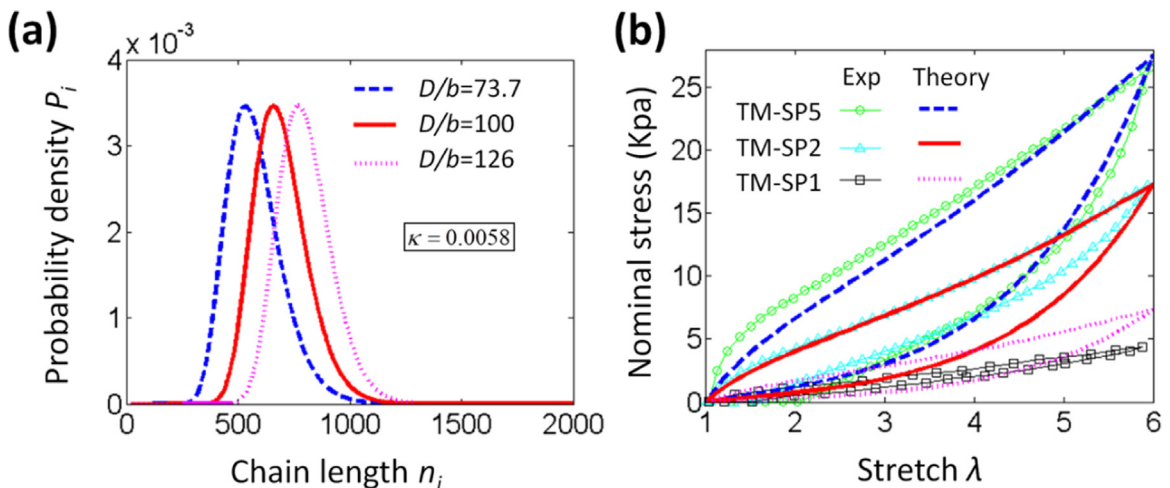 (a)
× 10⁻³
4
3
2
1
0
0 500 1000 1500 2000
Probability density Pᵢ
Chain length nᵢ
D/b=73.7
D/b=100
D/b=126
κ = 0.0058
(b)
Exp Theory
TM-SP5
TM-SP2
TM-SP1
25
20
15
10
5
0
1 2 3 4 5 6
Nominal stress (Kpa)
Stretch λ